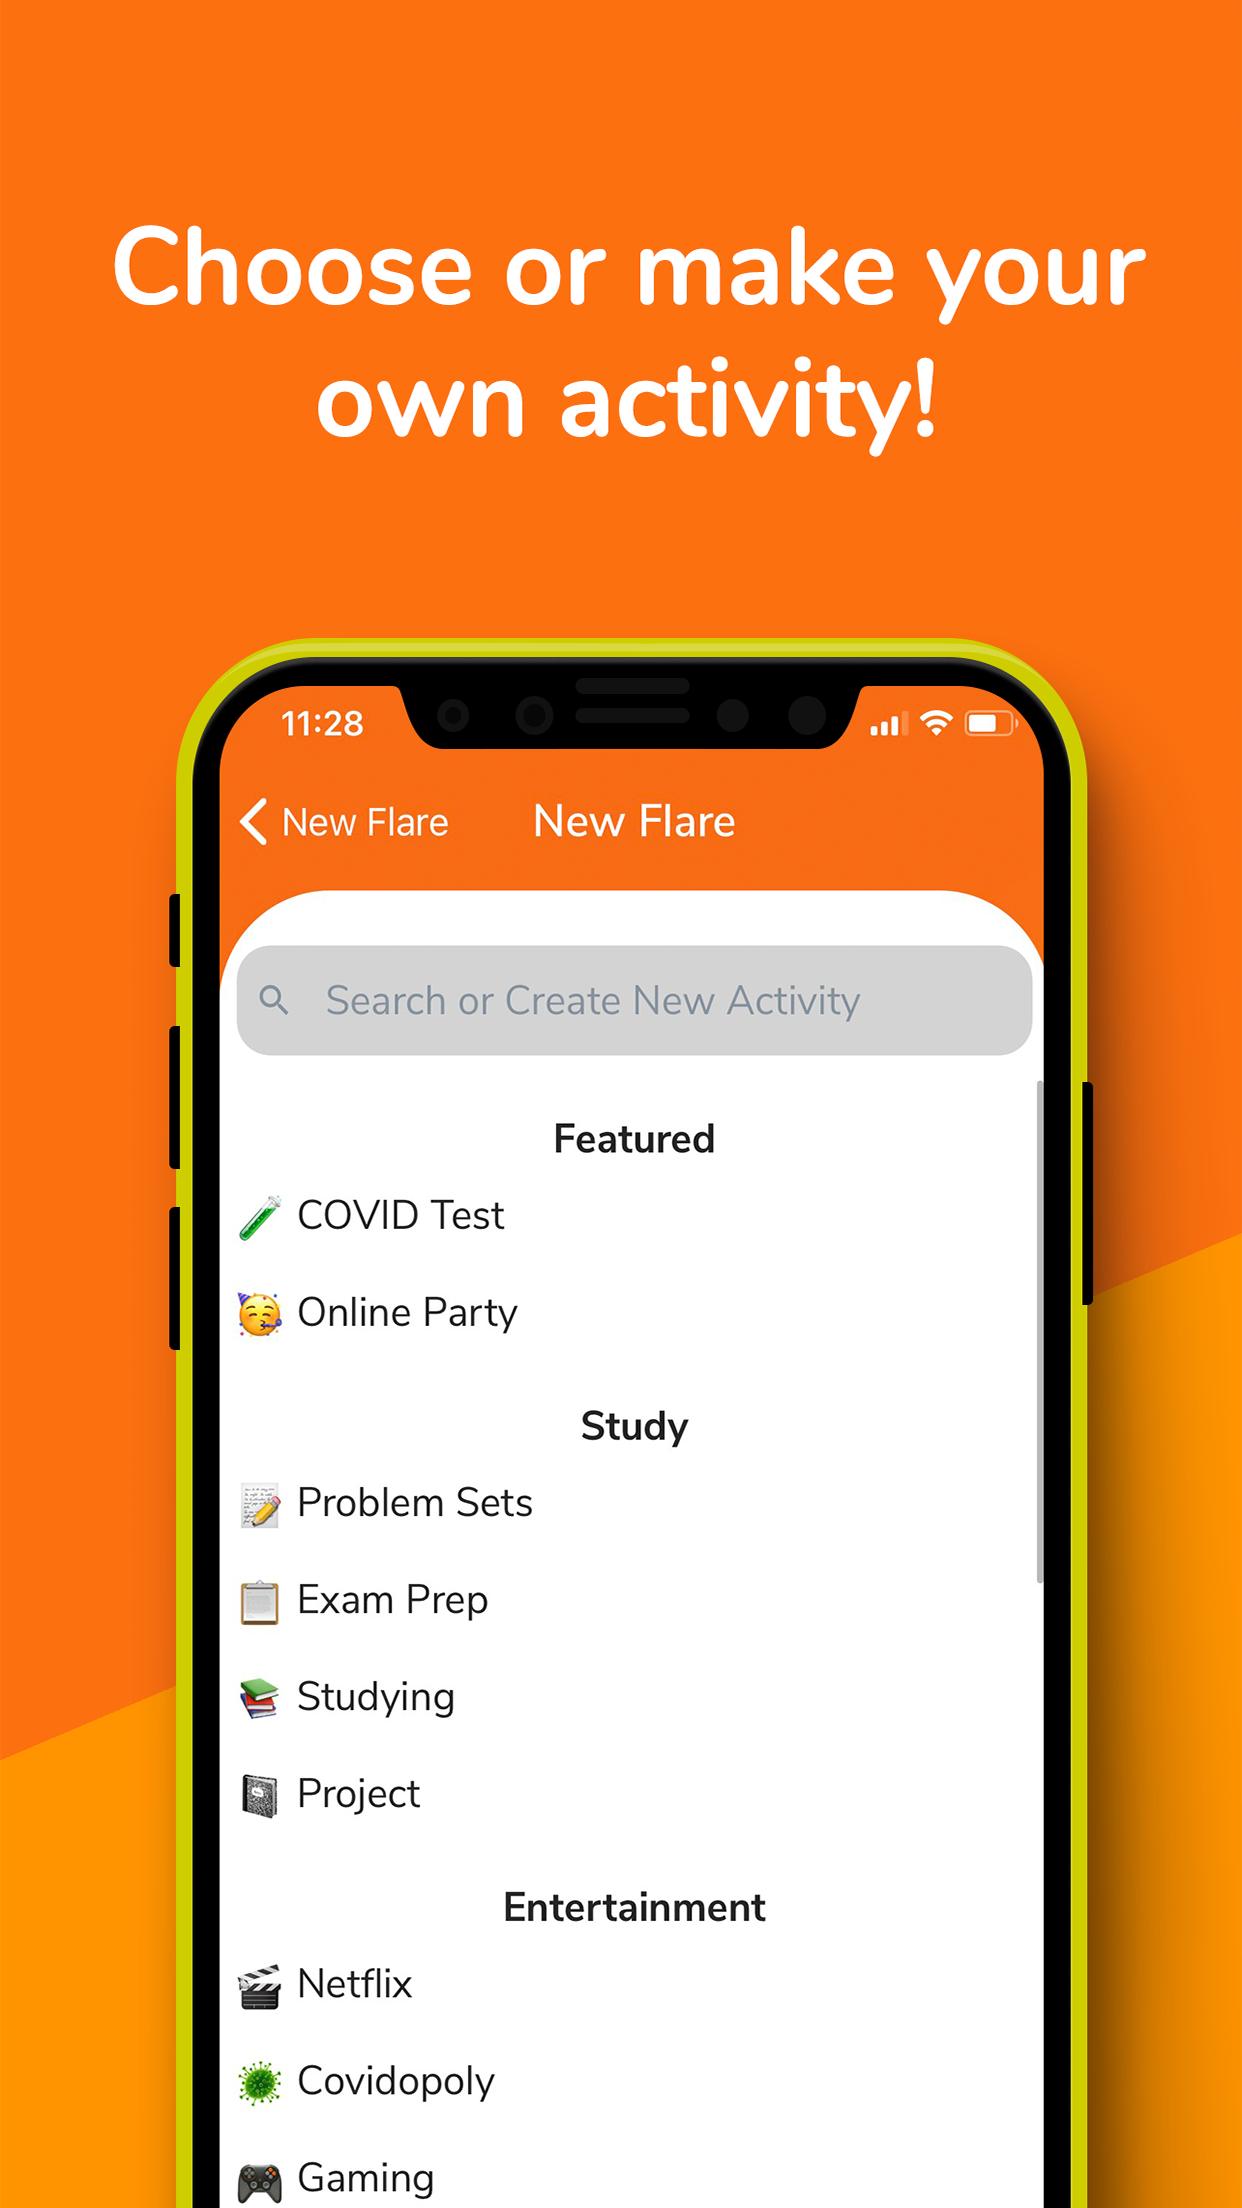 Choose or make your
own activity!
11:28
New Flare
New Flare
Search or Create New Activity
Featured
COVID Test
Online Party
Study
Problem Sets
Exam Prep
Studying
Project
Entertainment
Netflix
Covidopoly
Gaming